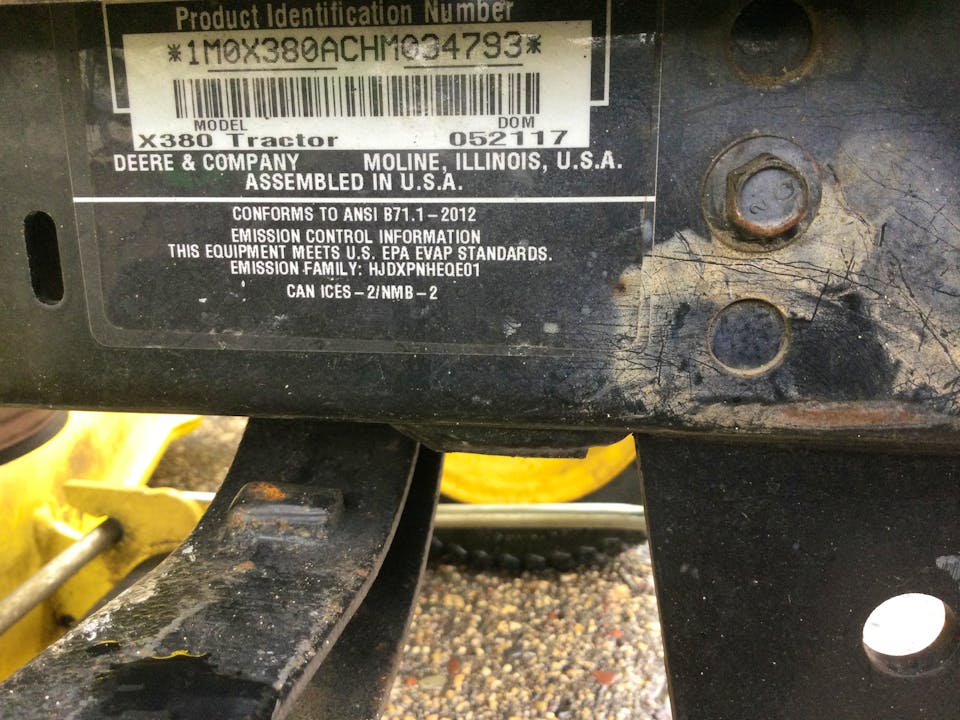 Product Identification Number
*1M0X380ACHM034793*
MODEL DOM
X380 Tractor 052117
DEERE & COMPANY MOLINE, ILLINOIS, U.S.A.
ASSEMBLED IN U.S.A.
CONFORMS TO ANSI B71.1-2012
EMISSION CONTROL INFORMATION
THIS EQUIPMENT MEETS U.S. EPA EVAP STANDARDS.
EMISSION FAMILY: HJDXPNHEQE01
CAN ICES-2/NMB-2